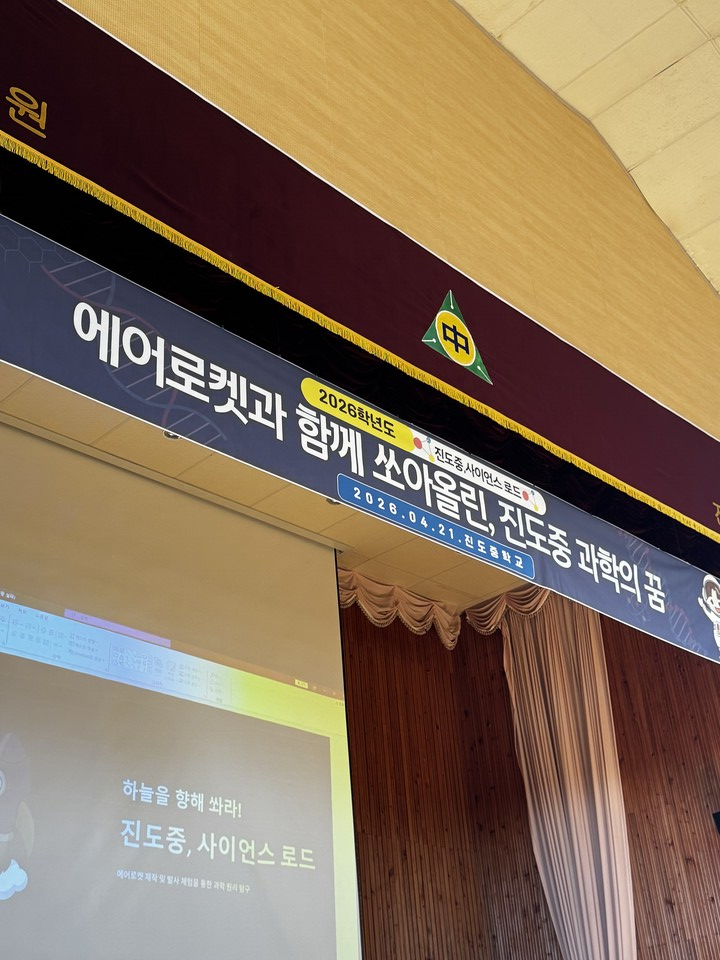 원
中
2026학년도
진도중,사이언스 로드
에어로켓과 함께 쏘아올린, 진도중 과학의 꿈
2026.04.21.진도중학교
하늘을 향해 쏴라!
진도중, 사이언스 로드
에어로켓 제작 및 발사 체험을 통한 과학 원리 탐구